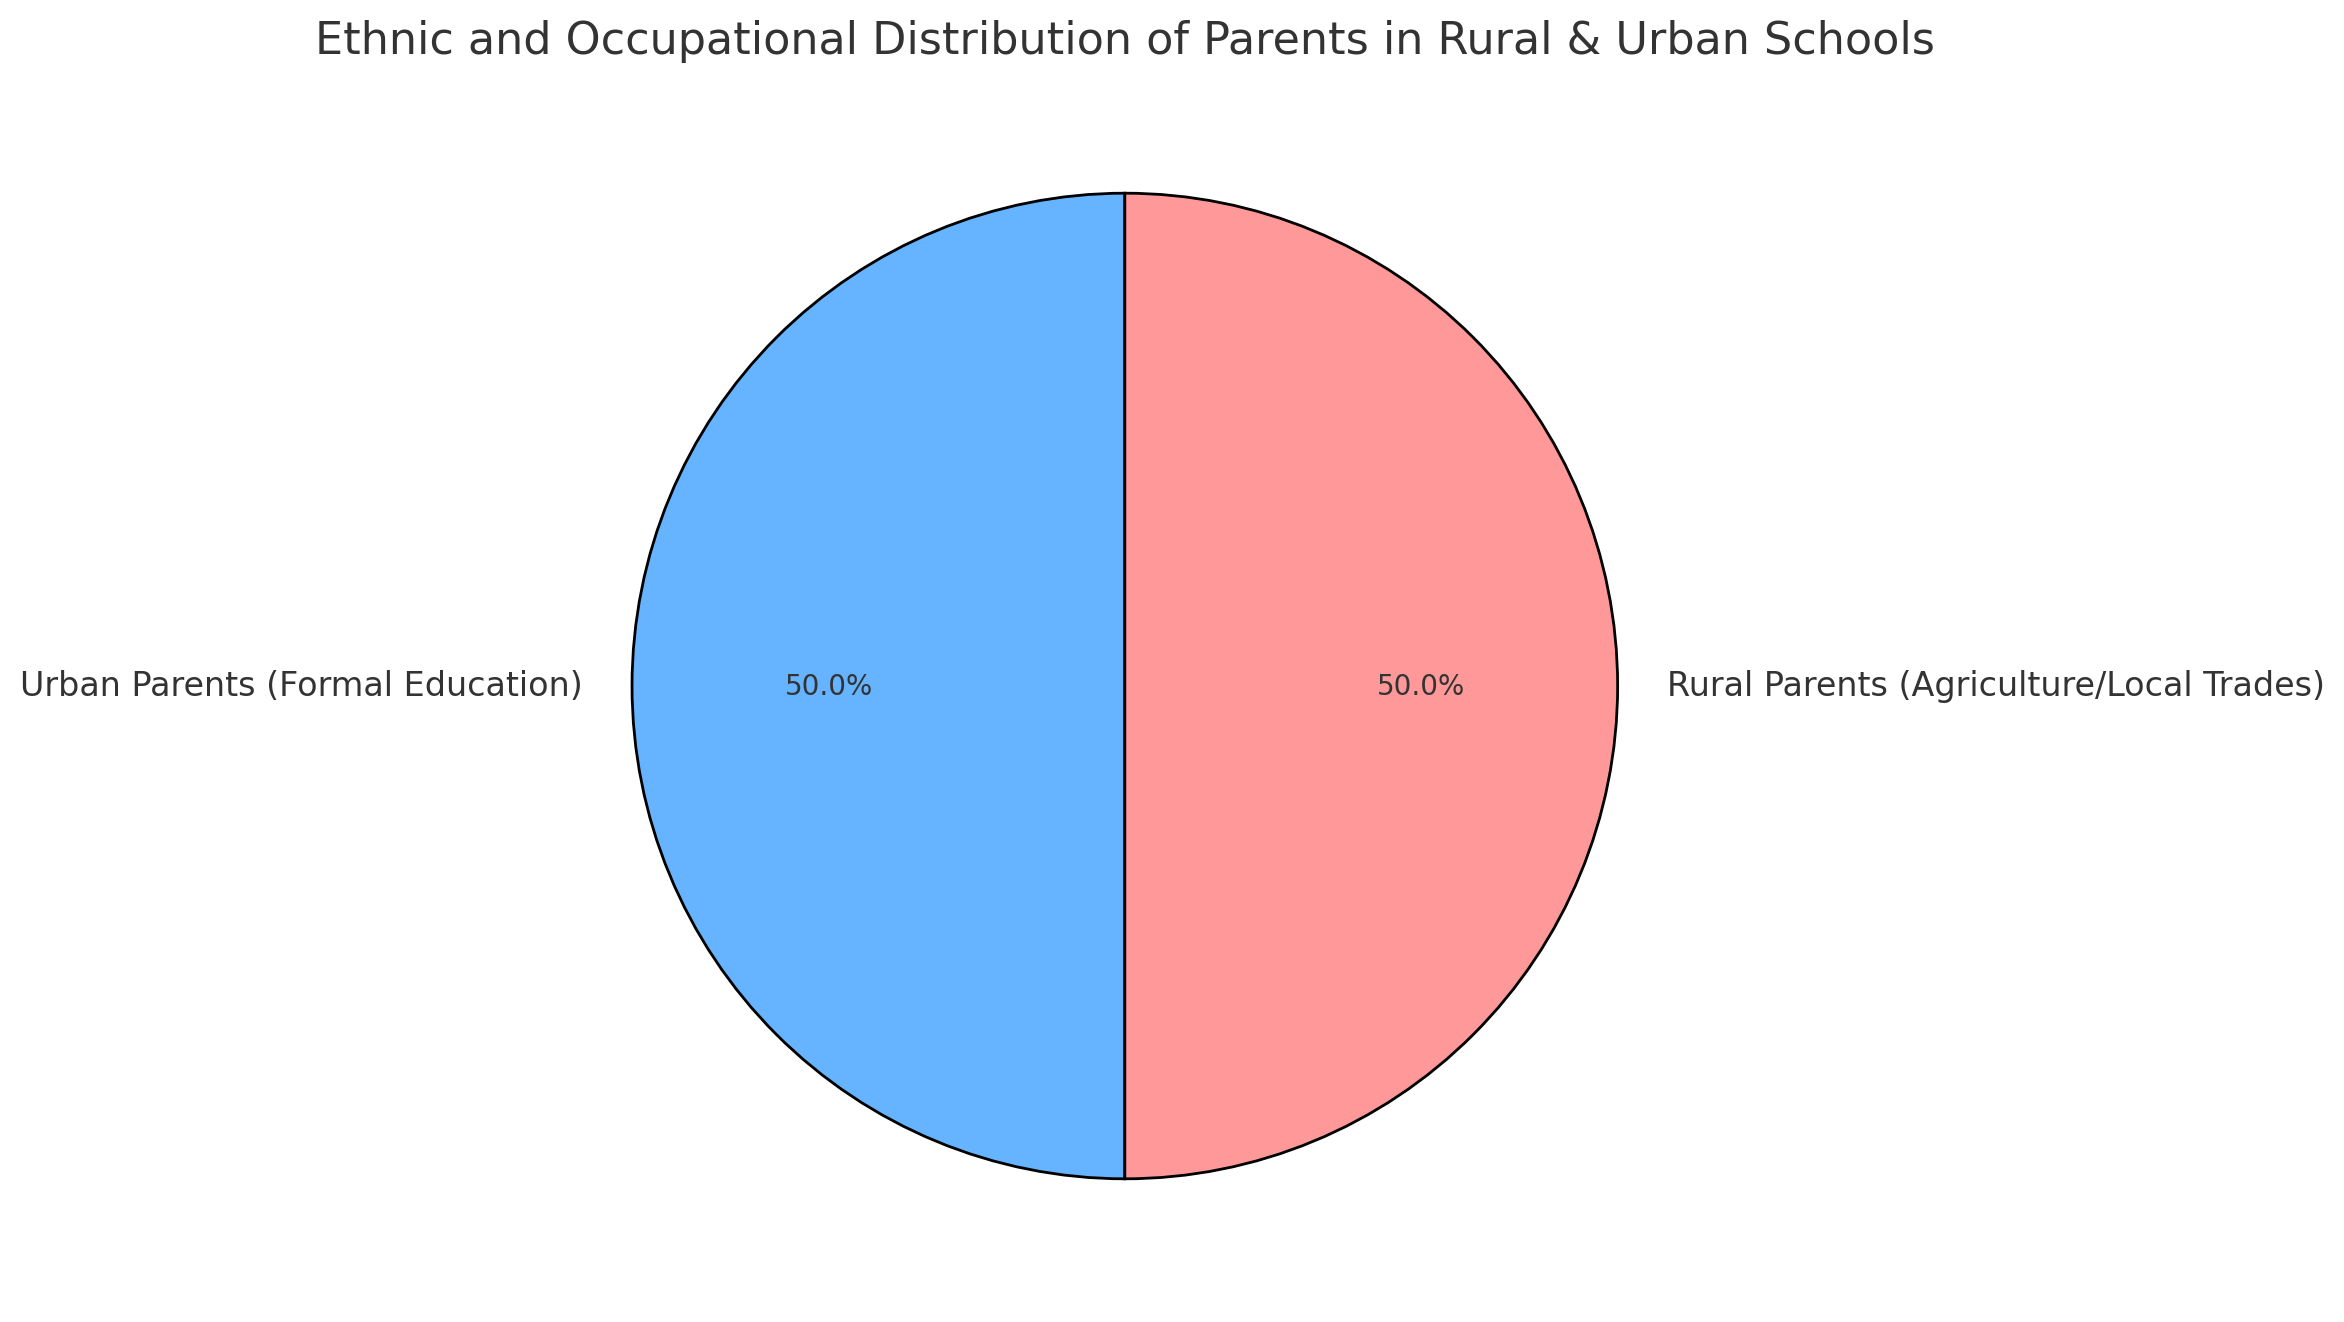 Ethnic and Occupational Distribution of Parents in Rural & Urban Schools
Urban Parents (Formal Education)
50.0%
50.0%
Rural Parents (Agriculture/Local Trades)